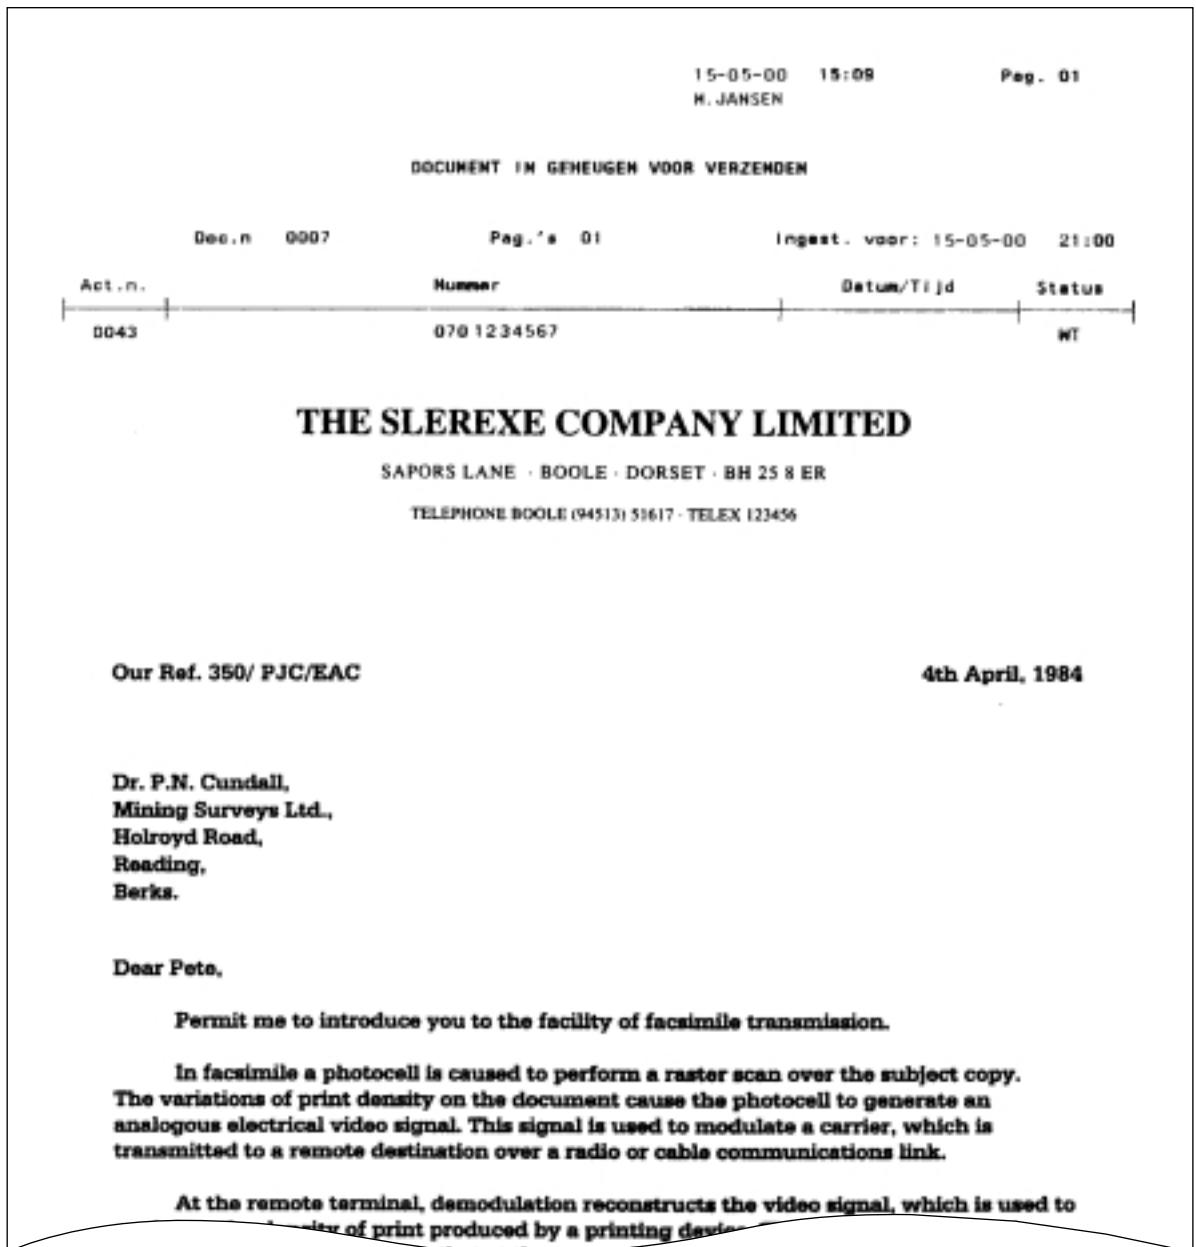 15-05-00 15:09 Pag. 01
H.JANSEN
DOCUMENT IN GEHEUGEN VOOR VERZENDEN
Doc.n 0007 Pag.'s 01 Ingest. voor: 15-05-00 21:00
Act.n. Nummer Datum/Tijd Status
0043 070 1234567 WT
THE SLEREXE COMPANY LIMITED
SAPORS LANE · BOOLE · DORSET · BH 25 8 ER
TELEPHONE BOOLE (94513) 51617 · TELEX 123456
Our Ref. 350/ PJC/EAC 4th April, 1984
Dr. P.N. Cundall,
Mining Surveys Ltd.,
Holroyd Road,
Reading,
Berks.
Dear Pete,
Permit me to introduce you to the facility of facsimile transmission.
In facsimile a photocell is caused to perform a raster scan over the subject copy.
The variations of print density on the document cause the photocell to generate an
analogous electrical video signal. This signal is used to modulate a carrier, which is
transmitted to a remote destination over a radio or cable communications link.
At the remote terminal, demodulation reconstructs the video signal, which is used to
of print produced by a printing